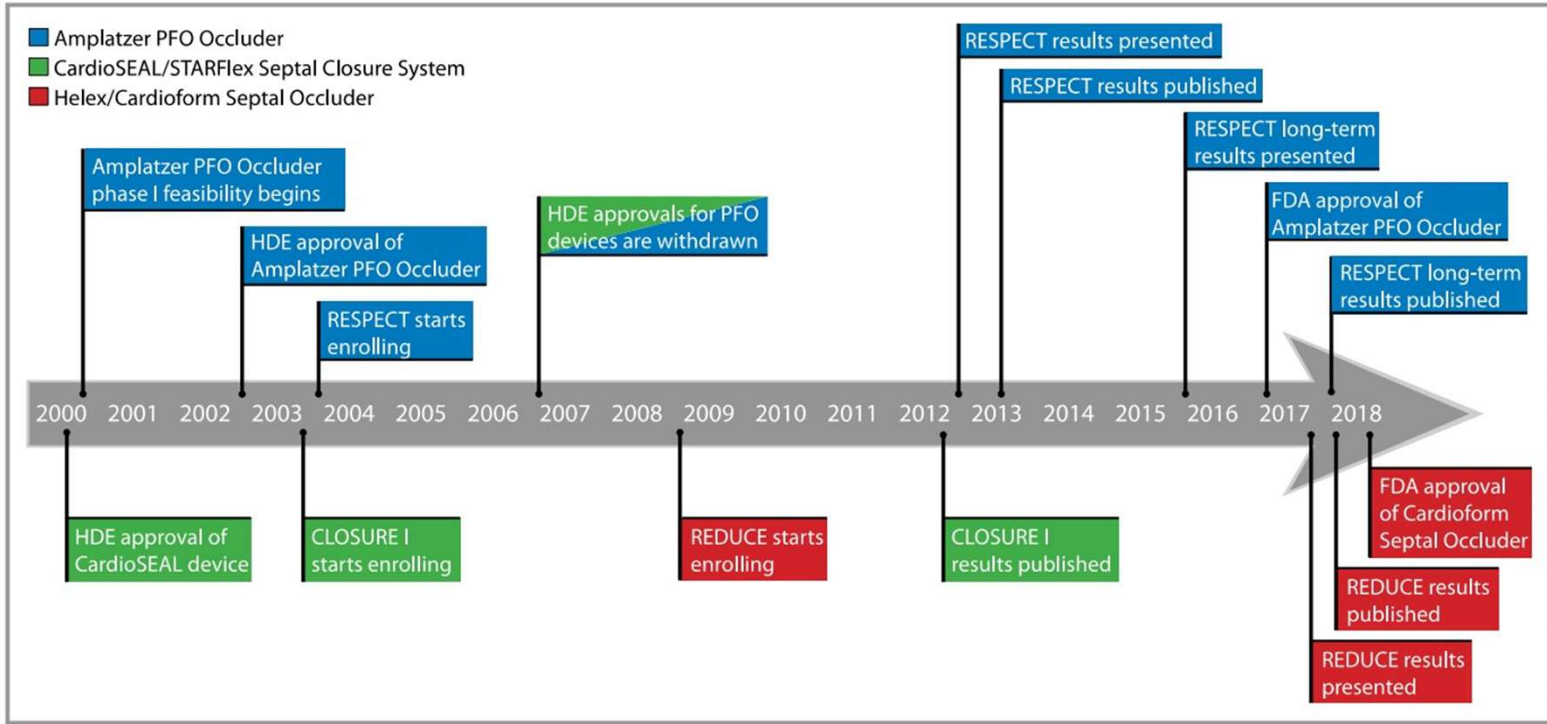 Amplatzer PFO Occluder
CardioSEAL/STARFlex Septal Closure System
Helex/Cardioform Septal Occluder
RESPECT results presented
RESPECT results published
RESPECT long-term
results presented
Amplatzer PFO Occluder
phase I feasibility begins
FDA approval of
Amplatzer PFO Occluder
HDE approvals for PFO
devices are withdrawn
HDE approval of
Amplatzer PFO Occluder
RESPECT long-term
results published
RESPECT starts
enrolling
2000 2001 2002 2003 2004 2005 2006 2007 2008 2009 2010 2011 2012 2013 2014 2015 2016 2017 2018
HDE approval of
CardioSEAL device
CLOSURE I
starts enrolling
REDUCE starts
enrolling
CLOSURE I
results published
FDA approval
of Cardioform
Septal Occluder
REDUCE results
published
REDUCE results
presented